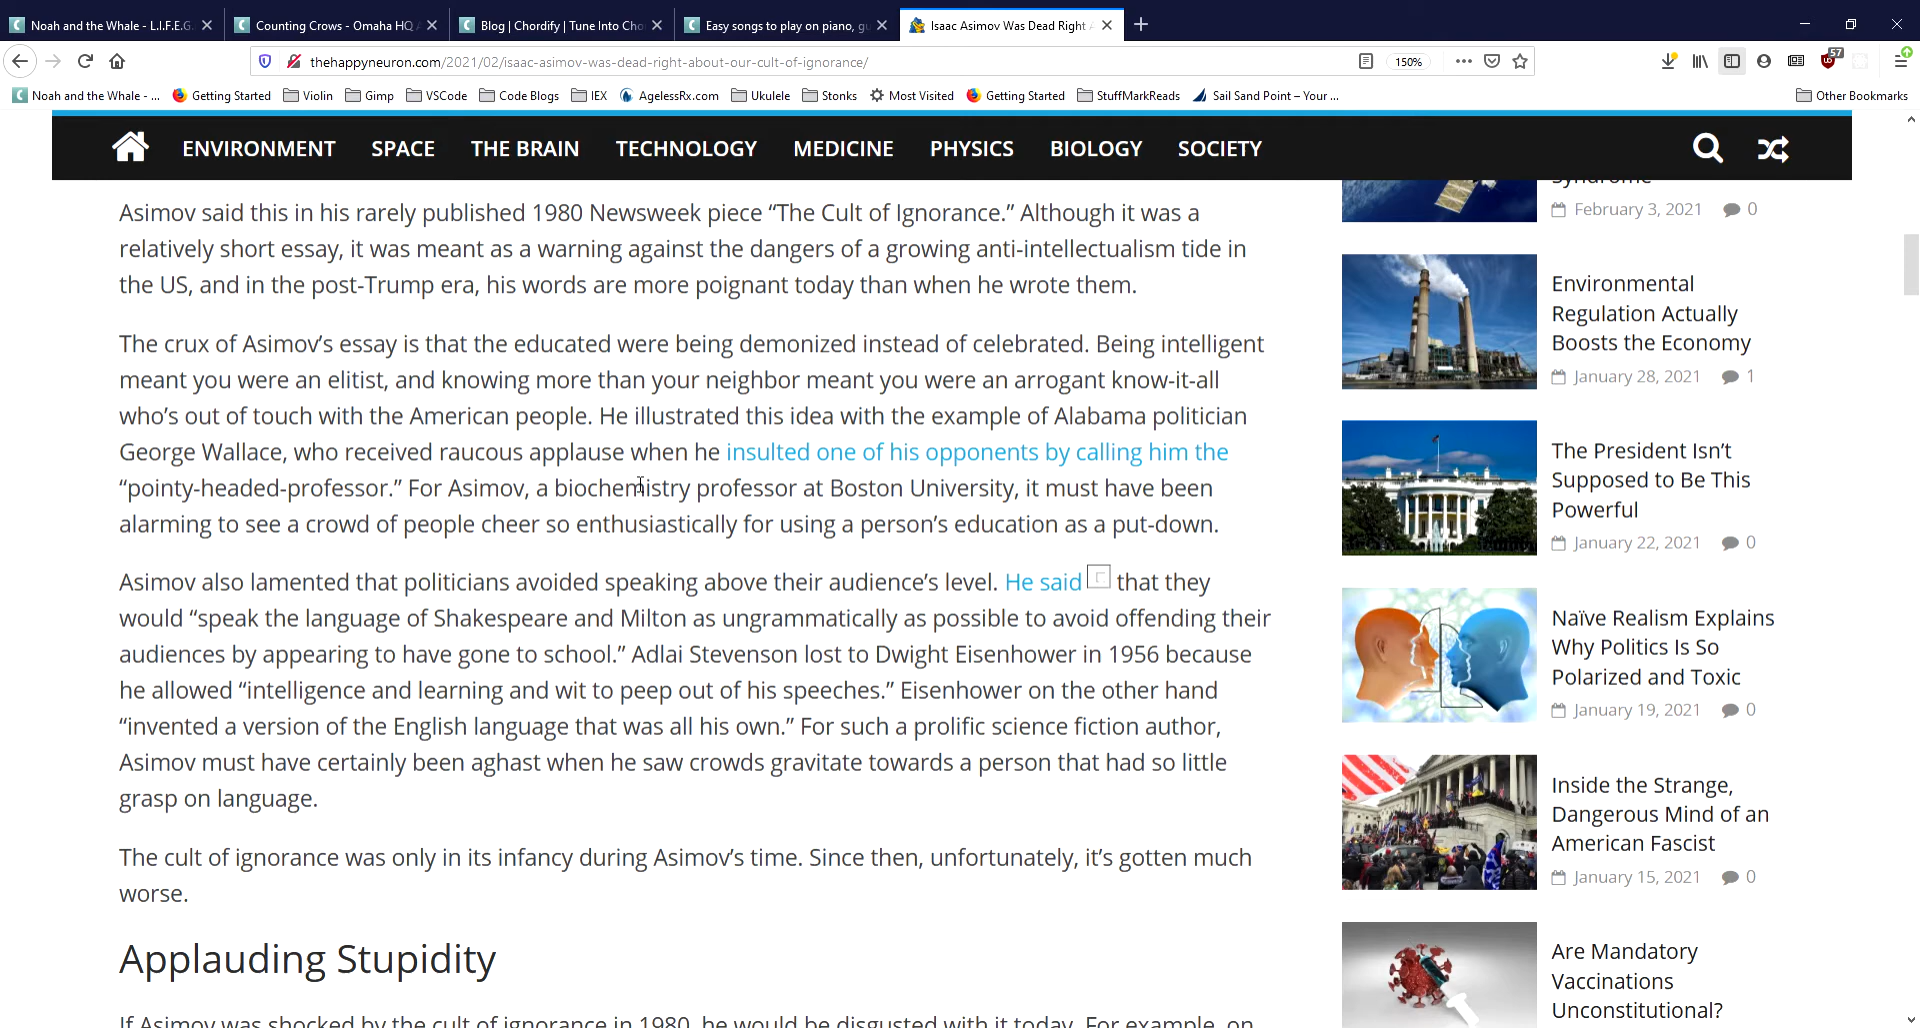 Noah and the Whale - L.I.F.E.G.
Counting Crows - Omaha HQ
Blog | Chordify | Tune Into Cho
Easy songs to play on piano, gu
Isaac Asimov Was Dead Right
thehappyneuron.com/2021/02/isaac-asimov-was-dead-right-about-our-cult-of-ignorance/
150%
57
Noah and the Whale - ...
Getting Started
Violin
Gimp
VSCode
Code Blogs
IEX
AgelessRx.com
Ukulele
Stonks
Most Visited
Getting Started
StuffMarkReads
Sail Sand Point – Your ...
Other Bookmarks
ENVIRONMENT
SPACE
THE BRAIN
TECHNOLOGY
MEDICINE
PHYSICS
BIOLOGY
SOCIETY
Asimov said this in his rarely published 1980 Newsweek piece “The Cult of Ignorance.” Although it was a
relatively short essay, it was meant as a warning against the dangers of a growing anti-intellectualism tide in
the US, and in the post-Trump era, his words are more poignant today than when he wrote them.
The crux of Asimov’s essay is that the educated were being demonized instead of celebrated. Being intelligent
meant you were an elitist, and knowing more than your neighbor meant you were an arrogant know-it-all
who’s out of touch with the American people. He illustrated this idea with the example of Alabama politician
George Wallace, who received raucous applause when he insulted one of his opponents by calling him the
“pointy-headed-professor.” For Asimov, a biochemistry professor at Boston University, it must have been
alarming to see a crowd of people cheer so enthusiastically for using a person’s education as a put-down.
Asimov also lamented that politicians avoided speaking above their audience’s level. He said that they
would “speak the language of Shakespeare and Milton as ungrammatically as possible to avoid offending their
audiences by appearing to have gone to school.” Adlai Stevenson lost to Dwight Eisenhower in 1956 because
he allowed “intelligence and learning and wit to peep out of his speeches.” Eisenhower on the other hand
“invented a version of the English language that was all his own.” For such a prolific science fiction author,
Asimov must have certainly been aghast when he saw crowds gravitate towards a person that had so little
grasp on language.
The cult of ignorance was only in its infancy during Asimov’s time. Since then, unfortunately, it’s gotten much
worse.
Applauding Stupidity
If Asimov was shocked by the cult of ignorance in 1980, he would be disgusted with it today. For example, on
Syndrome
February 3, 2021
0
Environmental
Regulation Actually
Boosts the Economy
January 28, 2021
1
The President Isn’t
Supposed to Be This
Powerful
January 22, 2021
0
Naïve Realism Explains
Why Politics Is So
Polarized and Toxic
January 19, 2021
0
Inside the Strange,
Dangerous Mind of an
American Fascist
January 15, 2021
0
Are Mandatory
Vaccinations
Unconstitutional?